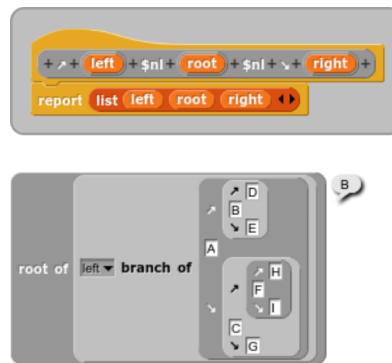 + ↗ + left + $nl + root + $nl + ↘ + right +
report list left root right
B
↗ D
↗ B
↘ E
A
↗ H
↗ F
↘ I
root of left branch of
↘
C
↘ G